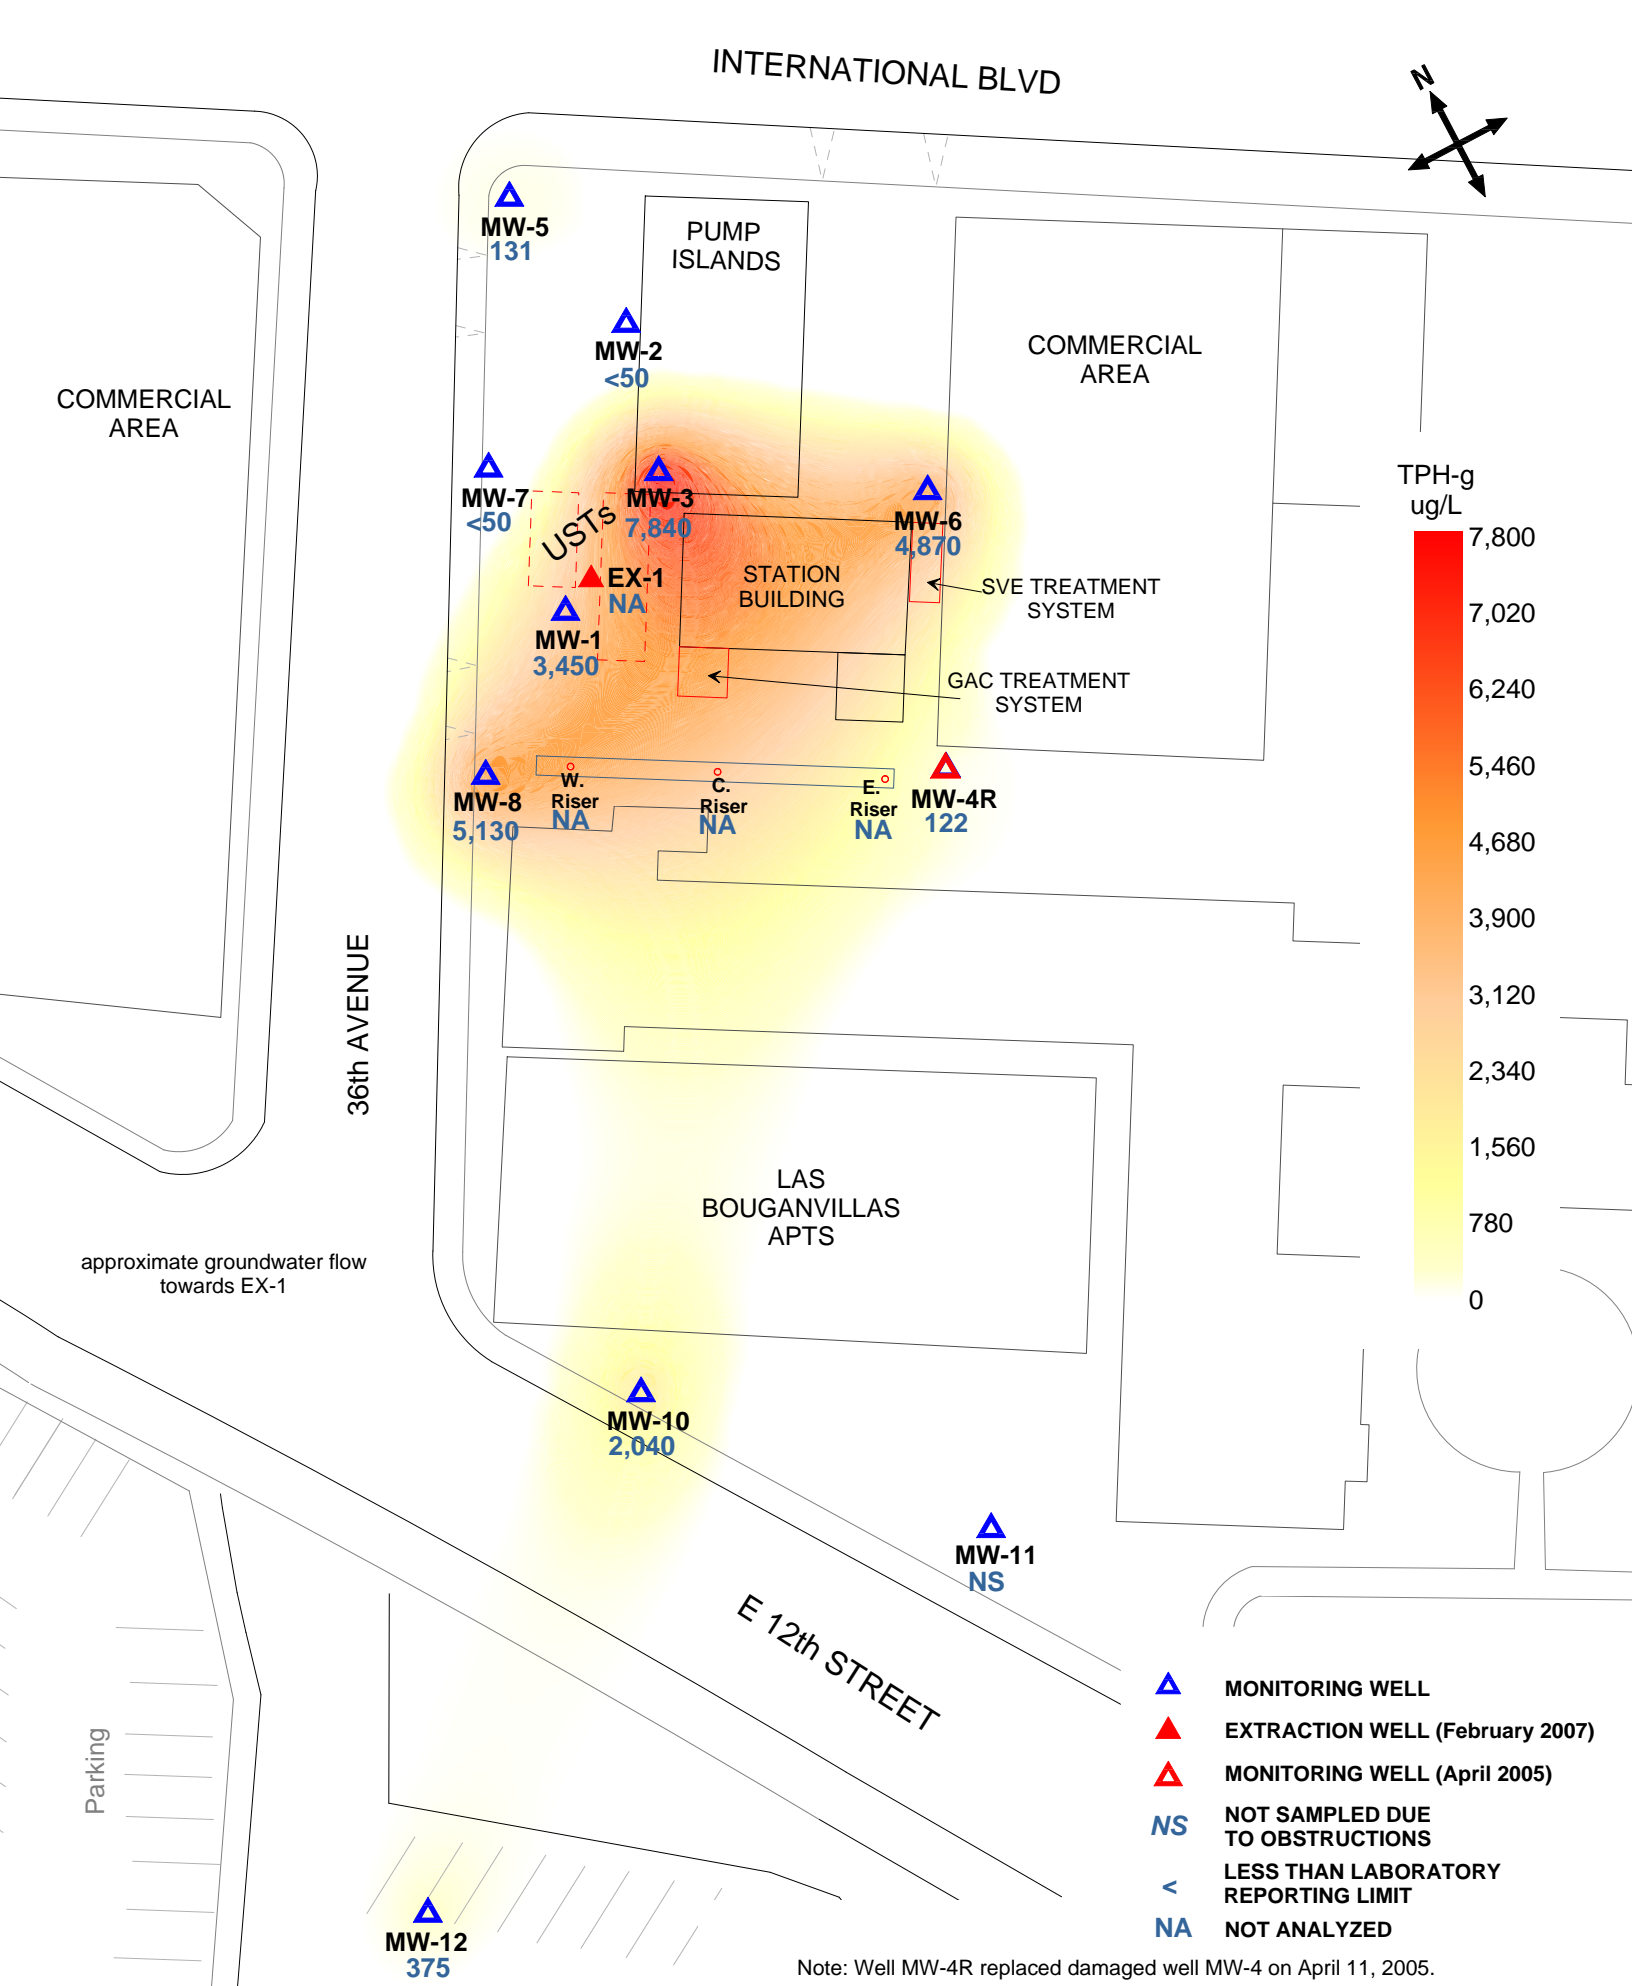 INTERNATIONAL BLVD
N
MW-5
131
PUMP
ISLANDS
MW-2
<50
COMMERCIAL
AREA
COMMERCIAL
AREA
MW-7
<50
USTs
MW-3
7,840
MW-6
4,870
EX-1
NA
STATION
BUILDING
SVE TREATMENT
SYSTEM
MW-1
3,450
GAC TREATMENT
SYSTEM
MW-8
5,130
W.
Riser
NA
C.
Riser
NA
E.
Riser
NA
MW-4R
122
TPH-g
ug/L
7,800
7,020
6,240
5,460
4,680
3,900
3,120
2,340
1,560
780
0
36th AVENUE
LAS
BOUGANVILLAS
APTS
approximate groundwater flow
towards EX-1
MW-10
2,040
MW-11
NS
E 12th STREET
Parking
MW-12
375
MONITORING WELL
EXTRACTION WELL (February 2007)
MONITORING WELL (April 2005)
NS NOT SAMPLED DUE
TO OBSTRUCTIONS
< LESS THAN LABORATORY
REPORTING LIMIT
NA NOT ANALYZED
Note: Well MW-4R replaced damaged well MW-4 on April 11, 2005.